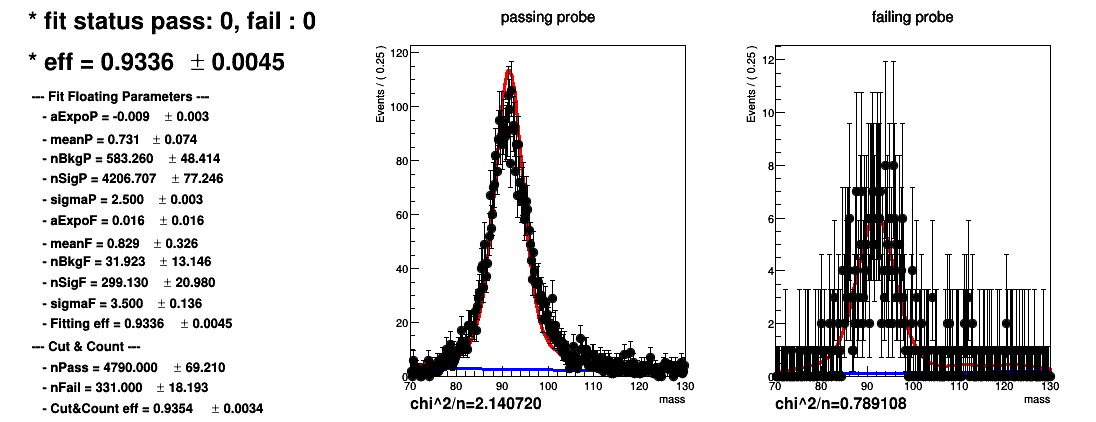 * fit status pass: 0, fail : 0
* eff = 0.9336 ± 0.0045
--- Fit Floating Parameters ---
- aExpoP = -0.009 ± 0.003
- meanP = 0.731 ± 0.074
- nBkgP = 583.260 ± 48.414
- nSigP = 4206.707 ± 77.246
- sigmaP = 2.500 ± 0.003
- aExpoF = 0.016 ± 0.016
- meanF = 0.829 ± 0.326
- nBkgF = 31.923 ± 13.146
- nSigF = 299.130 ± 20.980
- sigmaF = 3.500 ± 0.136
- Fitting eff = 0.9336 ± 0.0045
--- Cut & Count ---
- nPass = 4790.000 ± 69.210
- nFail = 331.000 ± 18.193
- Cut&Count eff = 0.9354 ± 0.0034
passing probe
Events / ( 0.25 )
120
100
80
60
40
20
0
70 80 90 100 110 120 130
mass
chi^2/n=2.140720
failing probe
Events / ( 0.25 )
12
10
8
6
4
2
0
70 80 90 100 110 120 130
mass
chi^2/n=0.789108